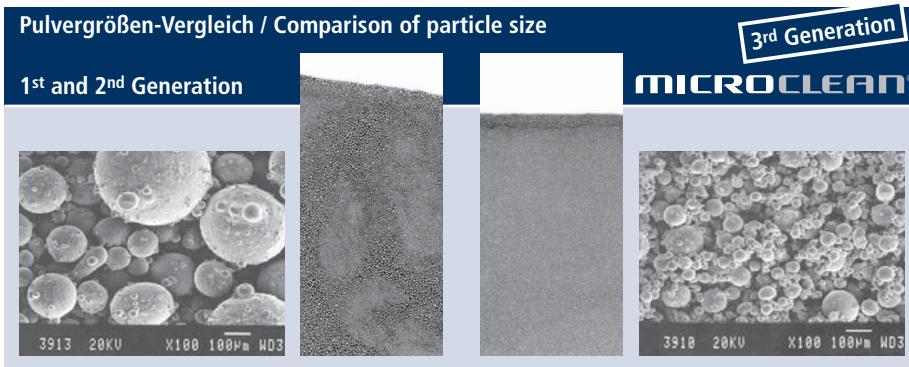 Pulvergrößen-Vergleich / Comparison of particle size
3rd Generation
1st and 2nd Generation
MICROCLEAN®
3913 20KV X100 100µm WD3
3910 20KV X100 100µm WD3